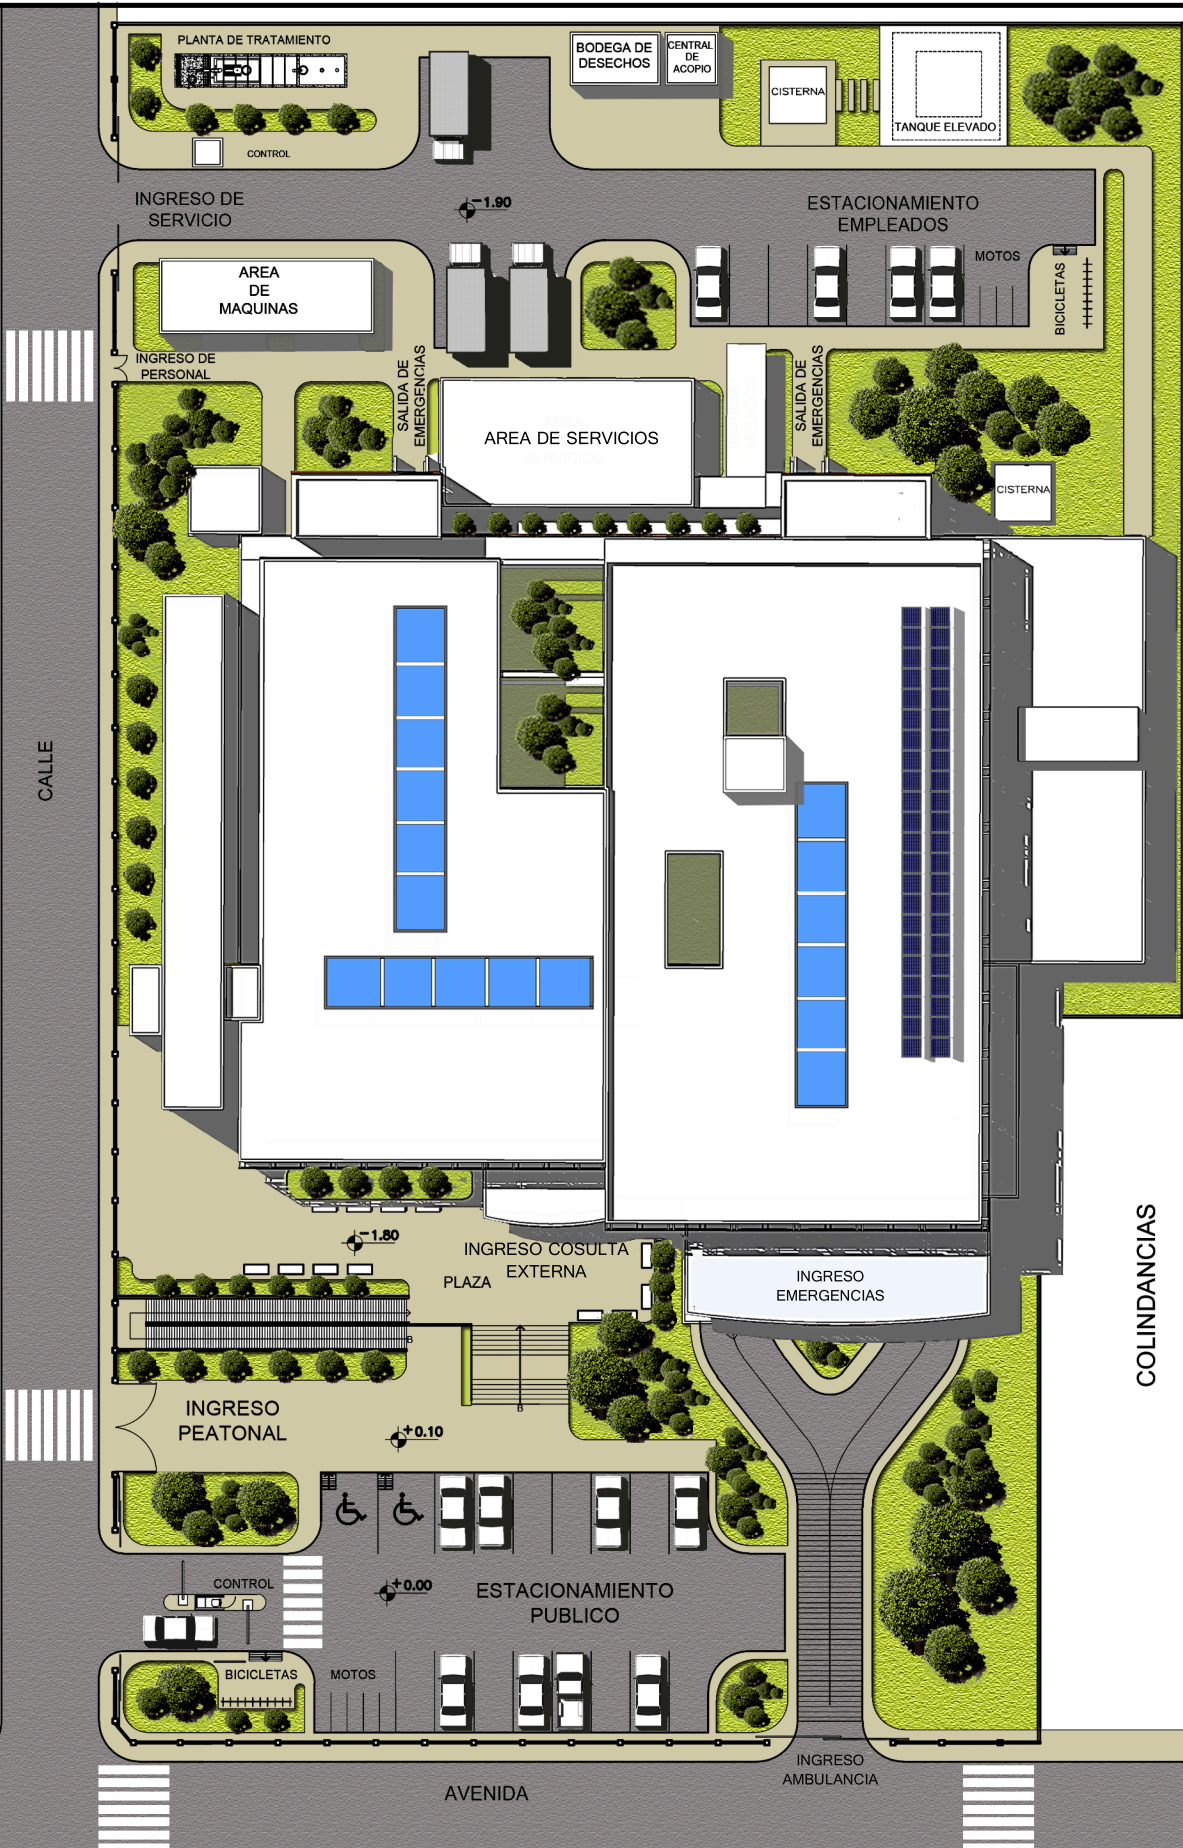 PLANTA DE TRATAMIENTO
BODEGA DE
DESECHOS
CENTRAL
DE
ACOPIO
CISTERNA
TANQUE ELEVADO
CONTROL
INGRESO DE
SERVICIO
-1.90
ESTACIONAMIENTO
EMPLEADOS
MOTOS
BICICLETAS
AREA
DE
MAQUINAS
INGRESO DE
PERSONAL
SALIDA DE
EMERGENCIAS
SALIDA DE
EMERGENCIAS
AREA DE SERVICIOS
CISTERNA
CALLE
-1.80
INGRESO COSULTA
EXTERNA
PLAZA
INGRESO
EMERGENCIAS
COLINDANCIAS
B
INGRESO
PEATONAL
B
+0.10
CONTROL
+0.00
ESTACIONAMIENTO
PUBLICO
BICICLETAS
MOTOS
INGRESO
AMBULANCIA
AVENIDA